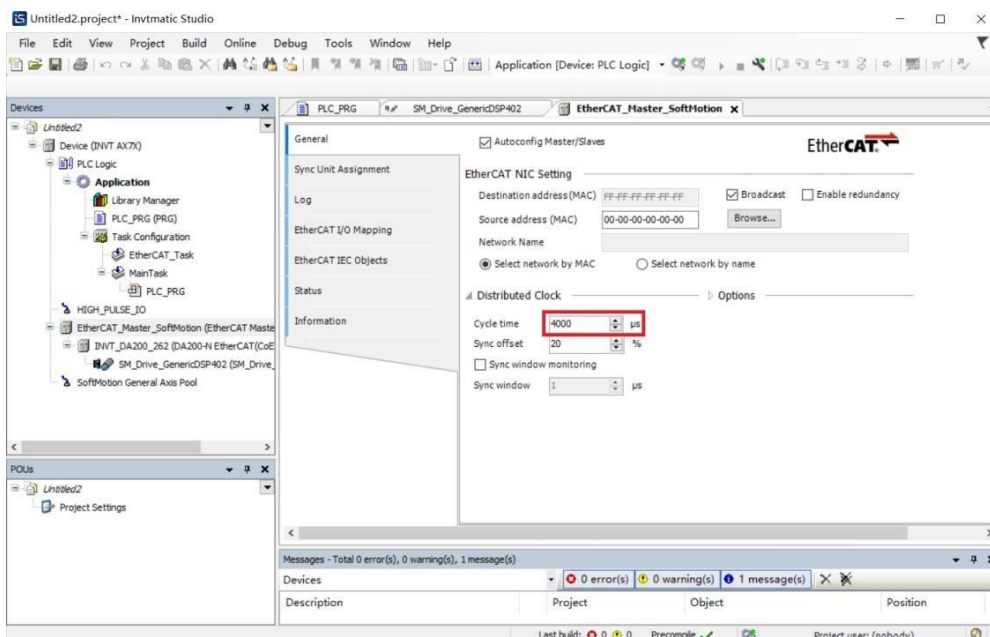 Untitled2.project* - Invtmatic Studio
File Edit View Project Build Online Debug Tools Window Help
Application [Device: PLC Logic]
Devices
Untitled2
Device (INVT AX7X)
PLC Logic
Application
Library Manager
PLC_PRG (PRG)
Task Configuration
EtherCAT_Task
MainTask
PLC_PRG
HIGH_PULSE_IO
EtherCAT_Master_SoftMotion (EtherCAT Maste
INVT_DA200_262 (DA200-N EtherCAT(CoE
SM_Drive_GenericDSP402 (SM_Drive_
SoftMotion General Axis Pool
POUs
Untitled2
Project Settings
PLC_PRG SM_Drive_GenericDSP402 EtherCAT_Master_SoftMotion
General
Sync Unit Assignment
Log
EtherCAT I/O Mapping
EtherCAT IEC Objects
Status
Information
Autoconfig Master/Slaves
EtherCAT
EtherCAT NIC Setting
Destination address(MAC) FF-FF-FF-FF-FF-FF Broadcast Enable redundancy
Source address (MAC) 00-00-00-00-00-00 Browse...
Network Name
Select network by MAC Select network by name
Distributed Clock Options
Cycle time 4000 µs
Sync offset 20 %
Sync window monitoring
Sync window 1 µs
Messages - Total 0 error(s), 0 warning(s), 1 message(s)
Devices 0 error(s) 0 warning(s) 1 message(s)
Description Project Object Position
Last build: 0 0 Precompile Project user: (nobody)